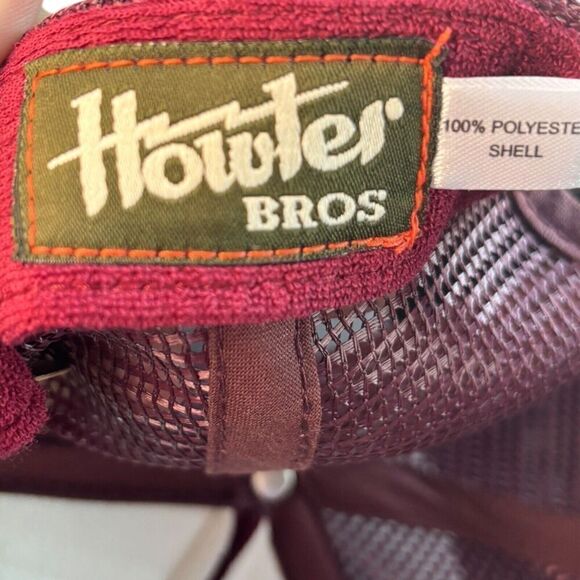 Howler
BROS
100% POLYESTE
SHELL